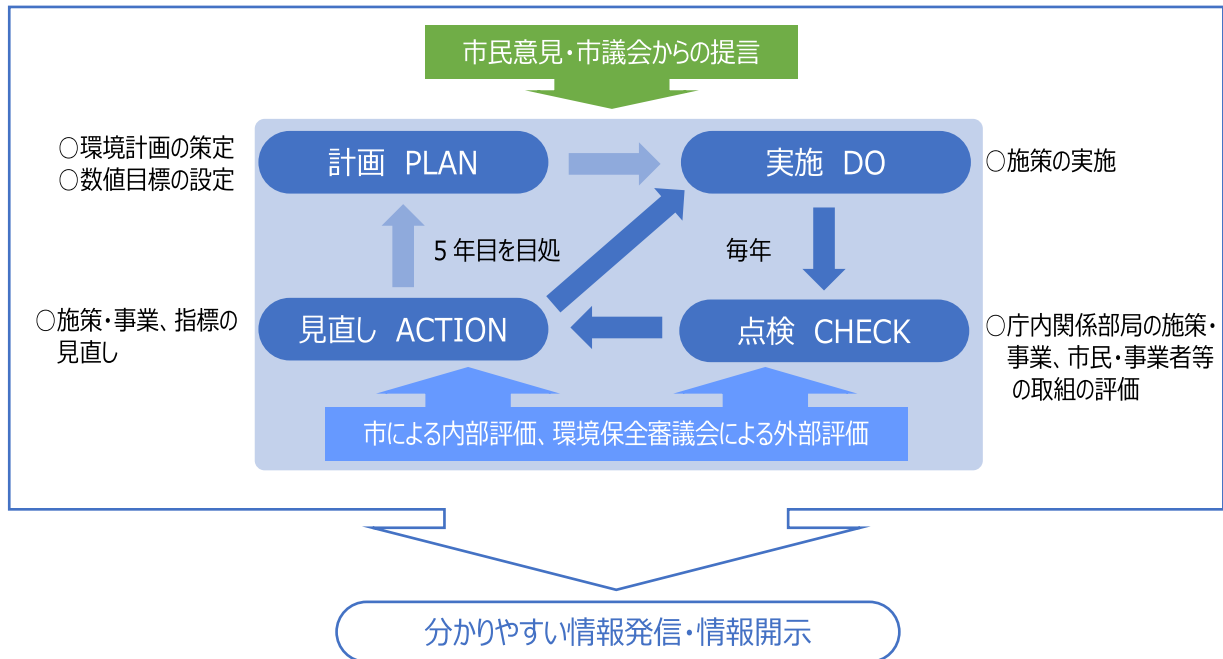 市民意見・市議会からの提言
○環境計画の策定
○数値目標の設定
計画 PLAN
実施 DO
○施策の実施
5年目を目処
毎年
○施策・事業、指標の
見直し
見直し ACTION
点検 CHECK
○庁内関係部局の施策・
事業、市民・事業者等
の取組の評価
市による内部評価、環境保全審議会による外部評価
分かりやすい情報発信・情報開示